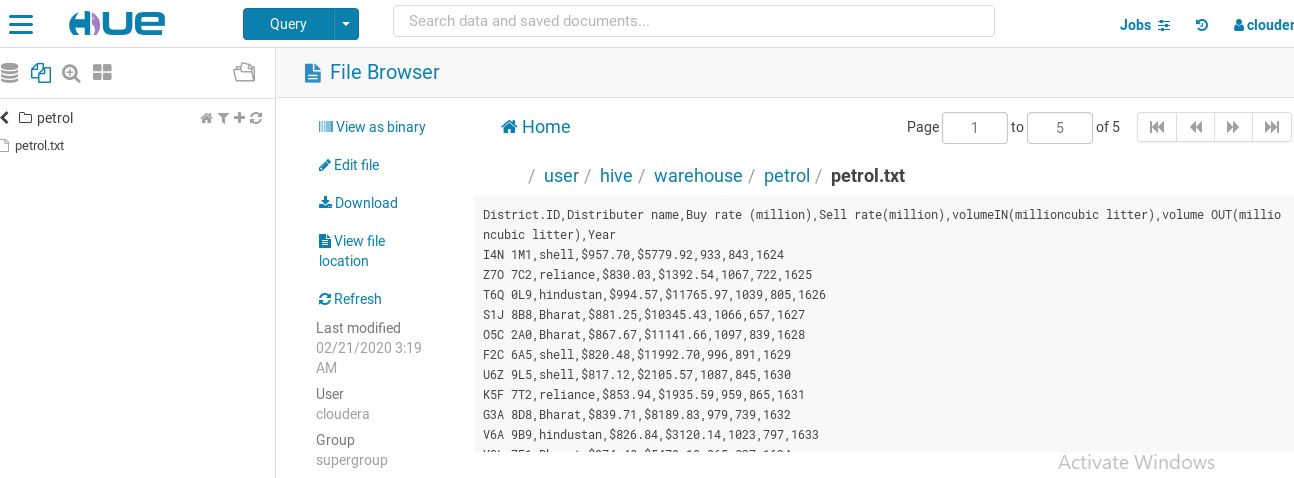 HUE
Query
Search data and saved documents...
Jobs
clouder
File Browser
petrol
petrol.txt
View as binary
Edit file
Download
View file
location
Refresh
Last modified
02/21/2020 3:19
AM
User
cloudera
Group
supergroup
Home
Page 1 to 5 of 5
/ user / hive / warehouse / petrol / petrol.txt
District.ID,Distributer name,Buy rate (million),Sell rate(million),volumeIN(millioncubic litter),volume OUT(millio
ncubic litter),Year
I4N 1M1,shell,$957.70,$5779.92,933,843,1624
Z7O 7C2,reliance,$830.03,$1392.54,1067,722,1625
T6Q 0L9,hindustan,$994.57,$11765.97,1039,805,1626
S1J 8B8,Bharat,$881.25,$10345.43,1066,657,1627
O5C 2A0,Bharat,$867.67,$11141.66,1097,839,1628
F2C 6A5,shell,$820.48,$11992.70,996,891,1629
U6Z 9L5,shell,$817.12,$2105.57,1087,845,1630
K5F 7T2,reliance,$853.94,$1935.59,959,865,1631
G3A 8D8,Bharat,$839.71,$8189.83,979,739,1632
V6A 9B9,hindustan,$826.84,$3120.14,1023,797,1633
Activate Windows